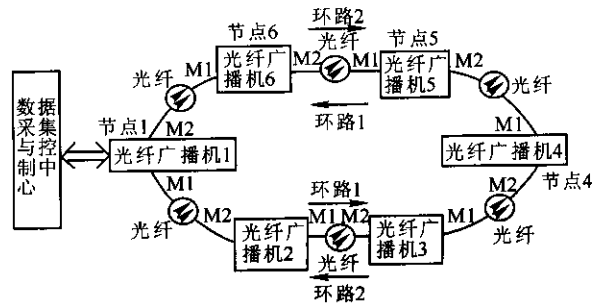 环路2
节点6
光纤
节点5
M2
M1
M2
光纤广
播机6
光纤广
播机5
光纤
M1
光纤
数据
采集
与控
制中
心
节点1
M2
M1
光纤广播机1
光纤广播机4
环路1
M1
M2
节点4
环路1
光纤
M2
M1
M2
M1
光纤
光纤广
播机2
光纤广
播机3
光纤
环路2